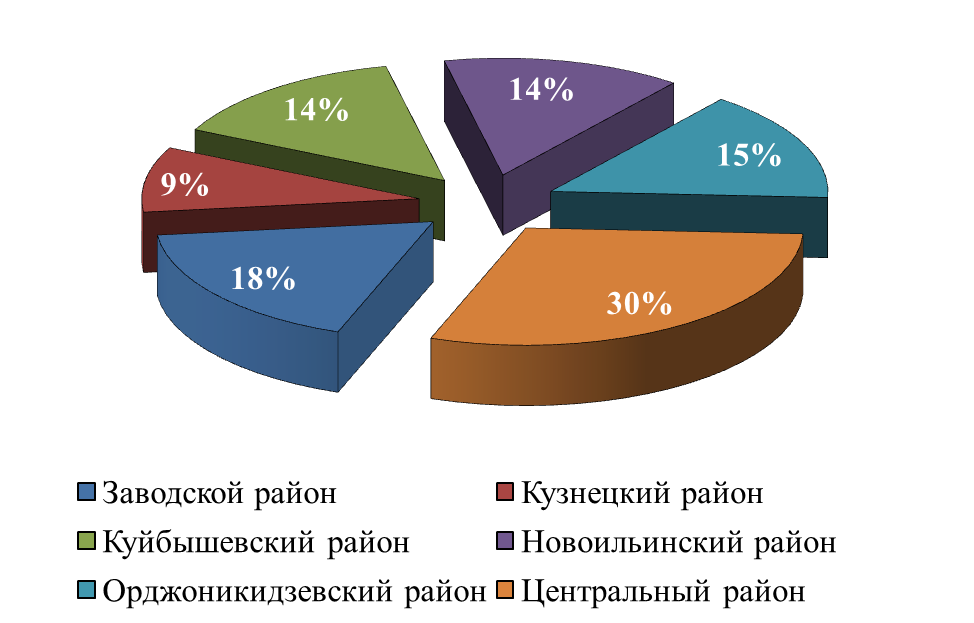 14%
14%
15%
9%
18%
30%
Заводской район
Кузнецкий район
Куйбышевский район
Новоильинский район
Орджоникидзевский район
Центральный район